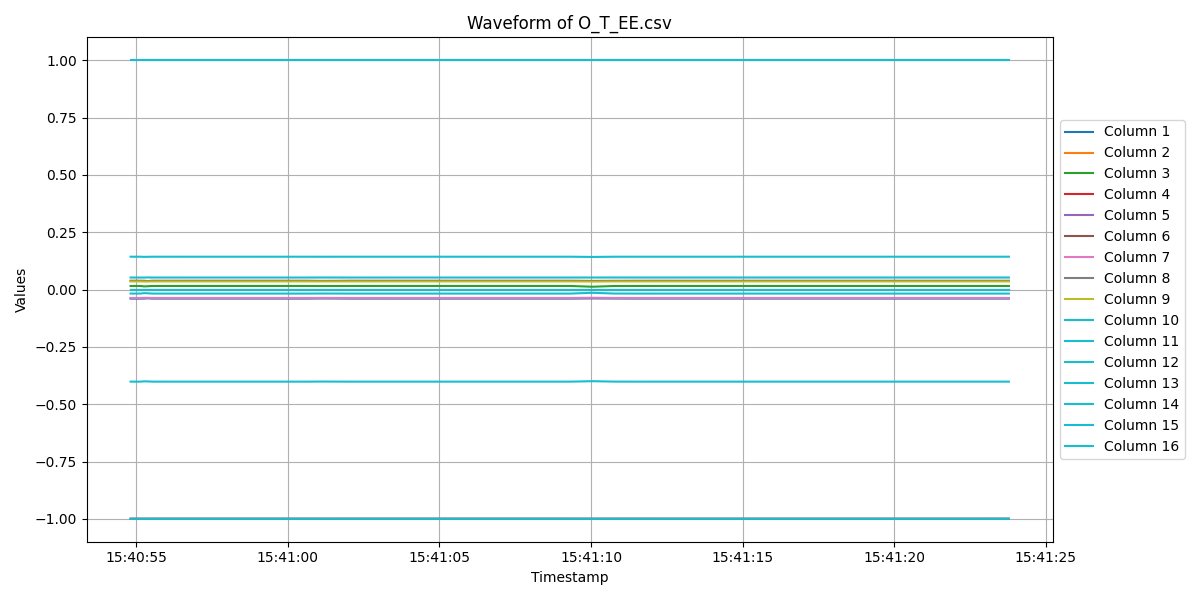 Waveform of O_T_EE.csv
Values
1.00
0.75
0.50
0.25
0.00
−0.25
−0.50
−0.75
−1.00
15:40:55 15:41:00 15:41:05 15:41:10 15:41:15 15:41:20 15:41:25
Timestamp
Column 1
Column 2
Column 3
Column 4
Column 5
Column 6
Column 7
Column 8
Column 9
Column 10
Column 11
Column 12
Column 13
Column 14
Column 15
Column 16